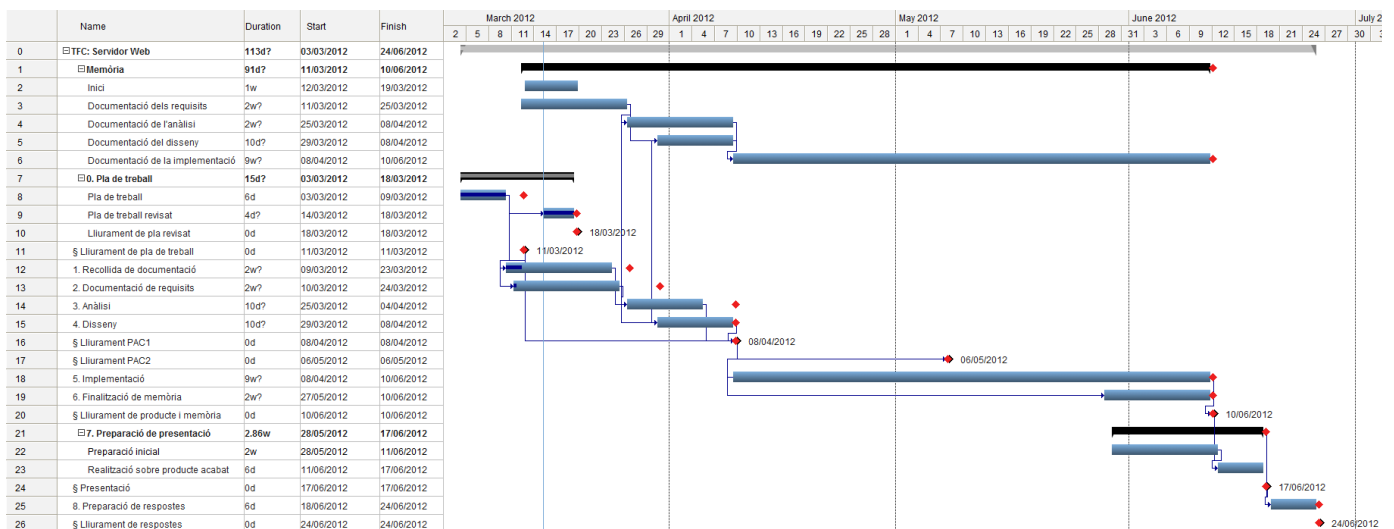 March 2012 April 2012 May 2012 June 2012 July 2
Name Duration Start Finish 2 5 8 11 14 17 20 23 26 29 1 4 7 10 13 16 19 22 25 28 1 4 7 10 13 16 19 22 25 28 31 3 6 9 12 15 18 21 24 27 30 3
0 TFC: Servidor Web 113d? 03/03/2012 24/06/2012
1 Memòria 91d? 11/03/2012 10/06/2012
2 Inici 1w 12/03/2012 19/03/2012
3 Documentació dels requisits 2w? 11/03/2012 25/03/2012
4 Documentació de l'anàlisi 2w? 25/03/2012 08/04/2012
5 Documentació del disseny 10d? 29/03/2012 08/04/2012
6 Documentació de la implementació 9w? 08/04/2012 10/06/2012
7 0. Pla de treball 15d? 03/03/2012 18/03/2012
8 Pla de treball 6d 03/03/2012 09/03/2012
9 Pla de treball revisat 4d? 14/03/2012 18/03/2012
10 Lliurament de pla revisat 0d 18/03/2012 18/03/2012 18/03/2012
11 § Lliurament de pla de treball 0d 11/03/2012 11/03/2012 11/03/2012
12 1. Recollida de documentació 2w? 09/03/2012 23/03/2012
13 2. Documentació de requisits 2w? 10/03/2012 24/03/2012
14 3. Anàlisi 10d? 25/03/2012 04/04/2012
15 4. Disseny 10d? 29/03/2012 08/04/2012
16 § Lliurament PAC1 0d 08/04/2012 08/04/2012 08/04/2012
17 § Lliurament PAC2 0d 06/05/2012 06/05/2012 06/05/2012
18 5. Implementació 9w? 08/04/2012 10/06/2012
19 6. Finalització de memòria 2w? 27/05/2012 10/06/2012
20 § Lliurament de producte i memòria 0d 10/06/2012 10/06/2012 10/06/2012
21 7. Preparació de presentació 2.86w 28/05/2012 17/06/2012
22 Preparació inicial 2w 28/05/2012 11/06/2012
23 Realització sobre producte acabat 6d 11/06/2012 17/06/2012
24 § Presentació 0d 17/06/2012 17/06/2012 17/06/2012
25 8. Preparació de respostes 6d 18/06/2012 24/06/2012
26 § Lliurament de respostes 0d 24/06/2012 24/06/2012 24/06/2012